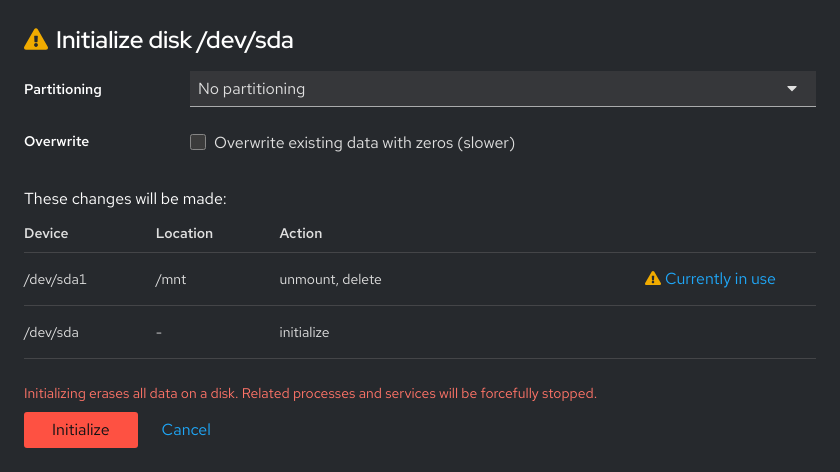 Initialize disk /dev/sda
Partitioning No partitioning
Overwrite Overwrite existing data with zeros (slower)
These changes will be made:
Device Location Action
/dev/sda1 /mnt unmount, delete Currently in use
/dev/sda - initialize
Initializing erases all data on a disk. Related processes and services will be forcefully stopped.
Initialize Cancel